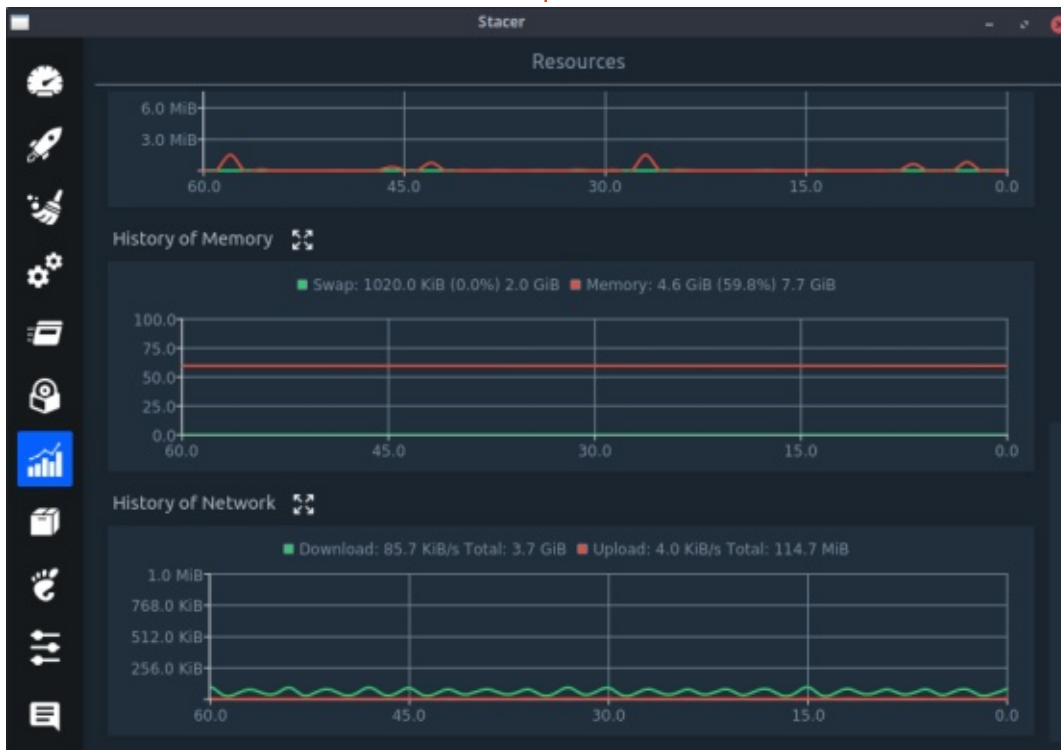 Stacer
Resources
6.0 MiB
3.0 MiB
60.0 45.0 30.0 15.0 0.0
History of Memory
Swap: 1020.0 KiB (0.0%) 2.0 GiB Memory: 4.6 GiB (59.8%) 7.7 GiB
100.0
75.0
50.0
25.0
0.0
60.0 45.0 30.0 15.0 0.0
History of Network
Download: 85.7 KiB/s Total: 3.7 GiB Upload: 4.0 KiB/s Total: 114.7 MiB
1.0 MiB
768.0 KiB
512.0 KiB
256.0 KiB
60.0 45.0 30.0 15.0 0.0